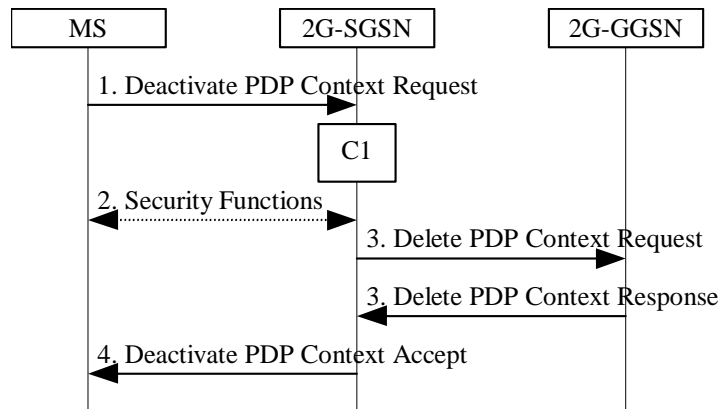 MS
2G-SGSN
2G-GGSN
1. Deactivate PDP Context Request
C1
2. Security Functions
3. Delete PDP Context Request
3. Delete PDP Context Response
4. Deactivate PDP Context Accept